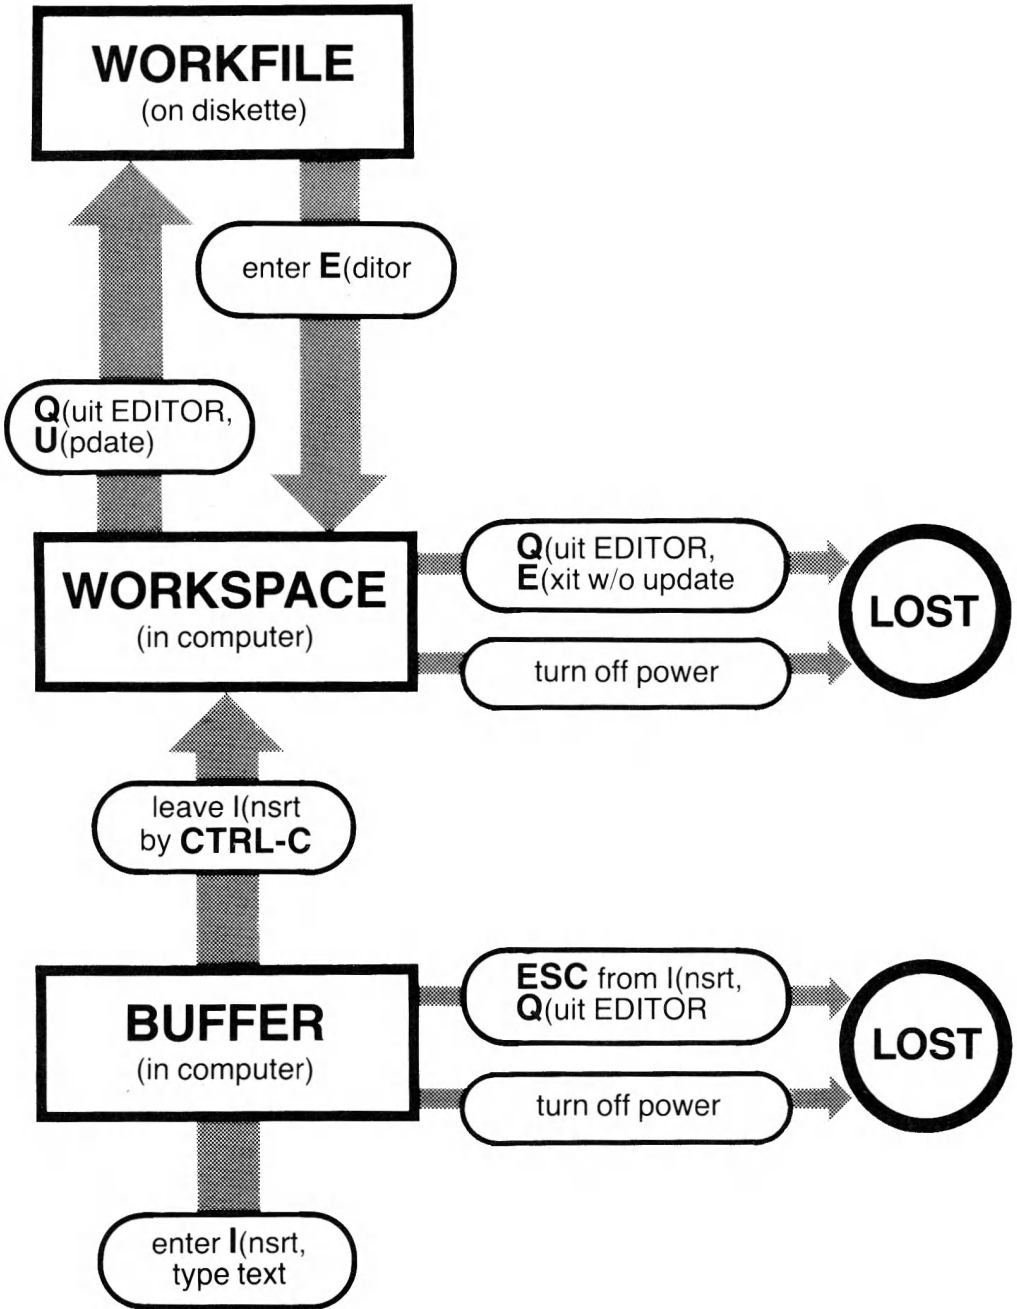 WORKFILE
(on diskette)
enter E(ditor
Q(uit EDITOR,
U(pdate)
WORKSPACE
(in computer)
Q(uit EDITOR,
E(xit w/o update
turn off power
LOST
leave I(nsrt
by CTRL-C
BUFFER
(in computer)
ESC from I(nsrt,
Q(uit EDITOR
turn off power
LOST
enter I(nsrt,
type text